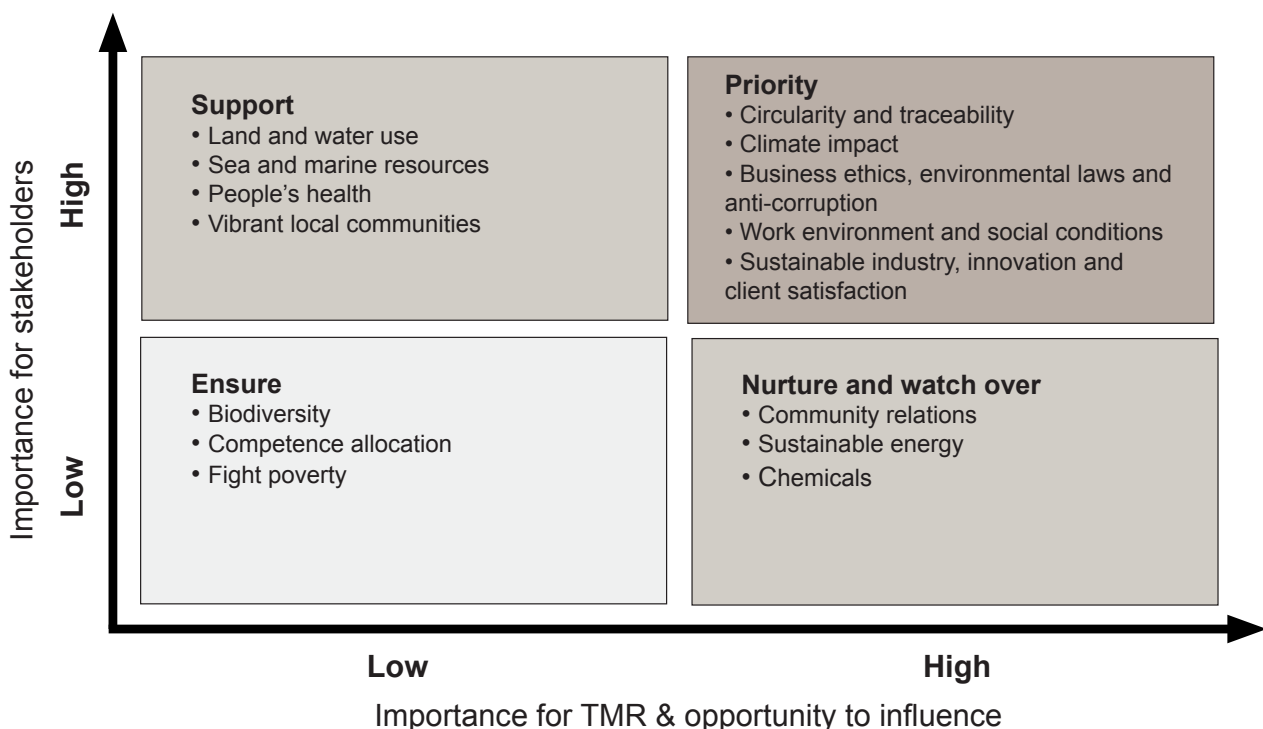 Importance for stakeholders
High
Low
Support
• Land and water use
• Sea and marine resources
• People’s health
• Vibrant local communities
Priority
• Circularity and traceability
• Climate impact
• Business ethics, environmental laws and
anti-corruption
• Work environment and social conditions
• Sustainable industry, innovation and
client satisfaction
Ensure
• Biodiversity
• Competence allocation
• Fight poverty
Nurture and watch over
• Community relations
• Sustainable energy
• Chemicals
Low
High
Importance for TMR & opportunity to influence